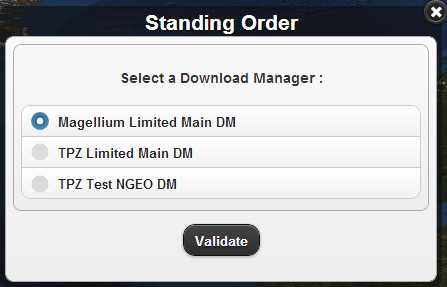 Standing Order
Select a Download Manager :
Magellium Limited Main DM
TPZ Limited Main DM
TPZ Test NGEO DM
Validate